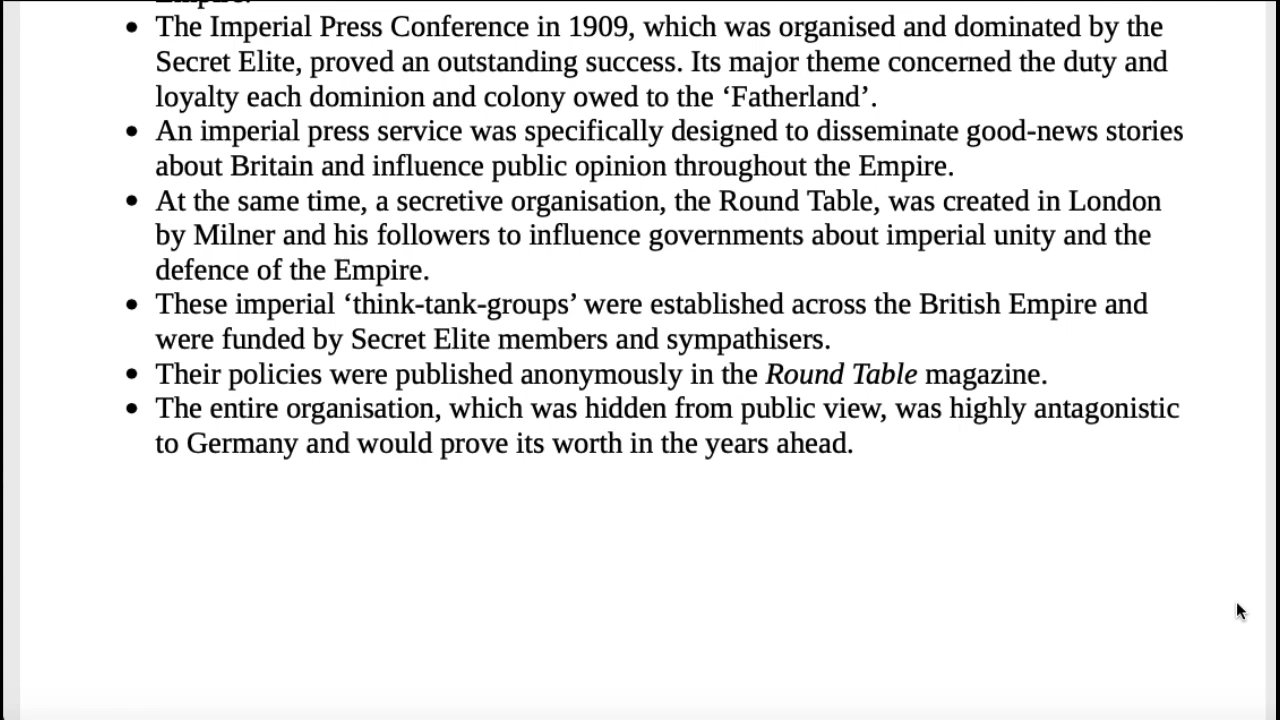 • The Imperial Press Conference in 1909, which was organised and dominated by the
Secret Elite, proved an outstanding success. Its major theme concerned the duty and
loyalty each dominion and colony owed to the ‘Fatherland’.
• An imperial press service was specifically designed to disseminate good-news stories
about Britain and influence public opinion throughout the Empire.
• At the same time, a secretive organisation, the Round Table, was created in London
by Milner and his followers to influence governments about imperial unity and the
defence of the Empire.
• These imperial ‘think-tank-groups’ were established across the British Empire and
were funded by Secret Elite members and sympathisers.
• Their policies were published anonymously in the Round Table magazine.
• The entire organisation, which was hidden from public view, was highly antagonistic
to Germany and would prove its worth in the years ahead.